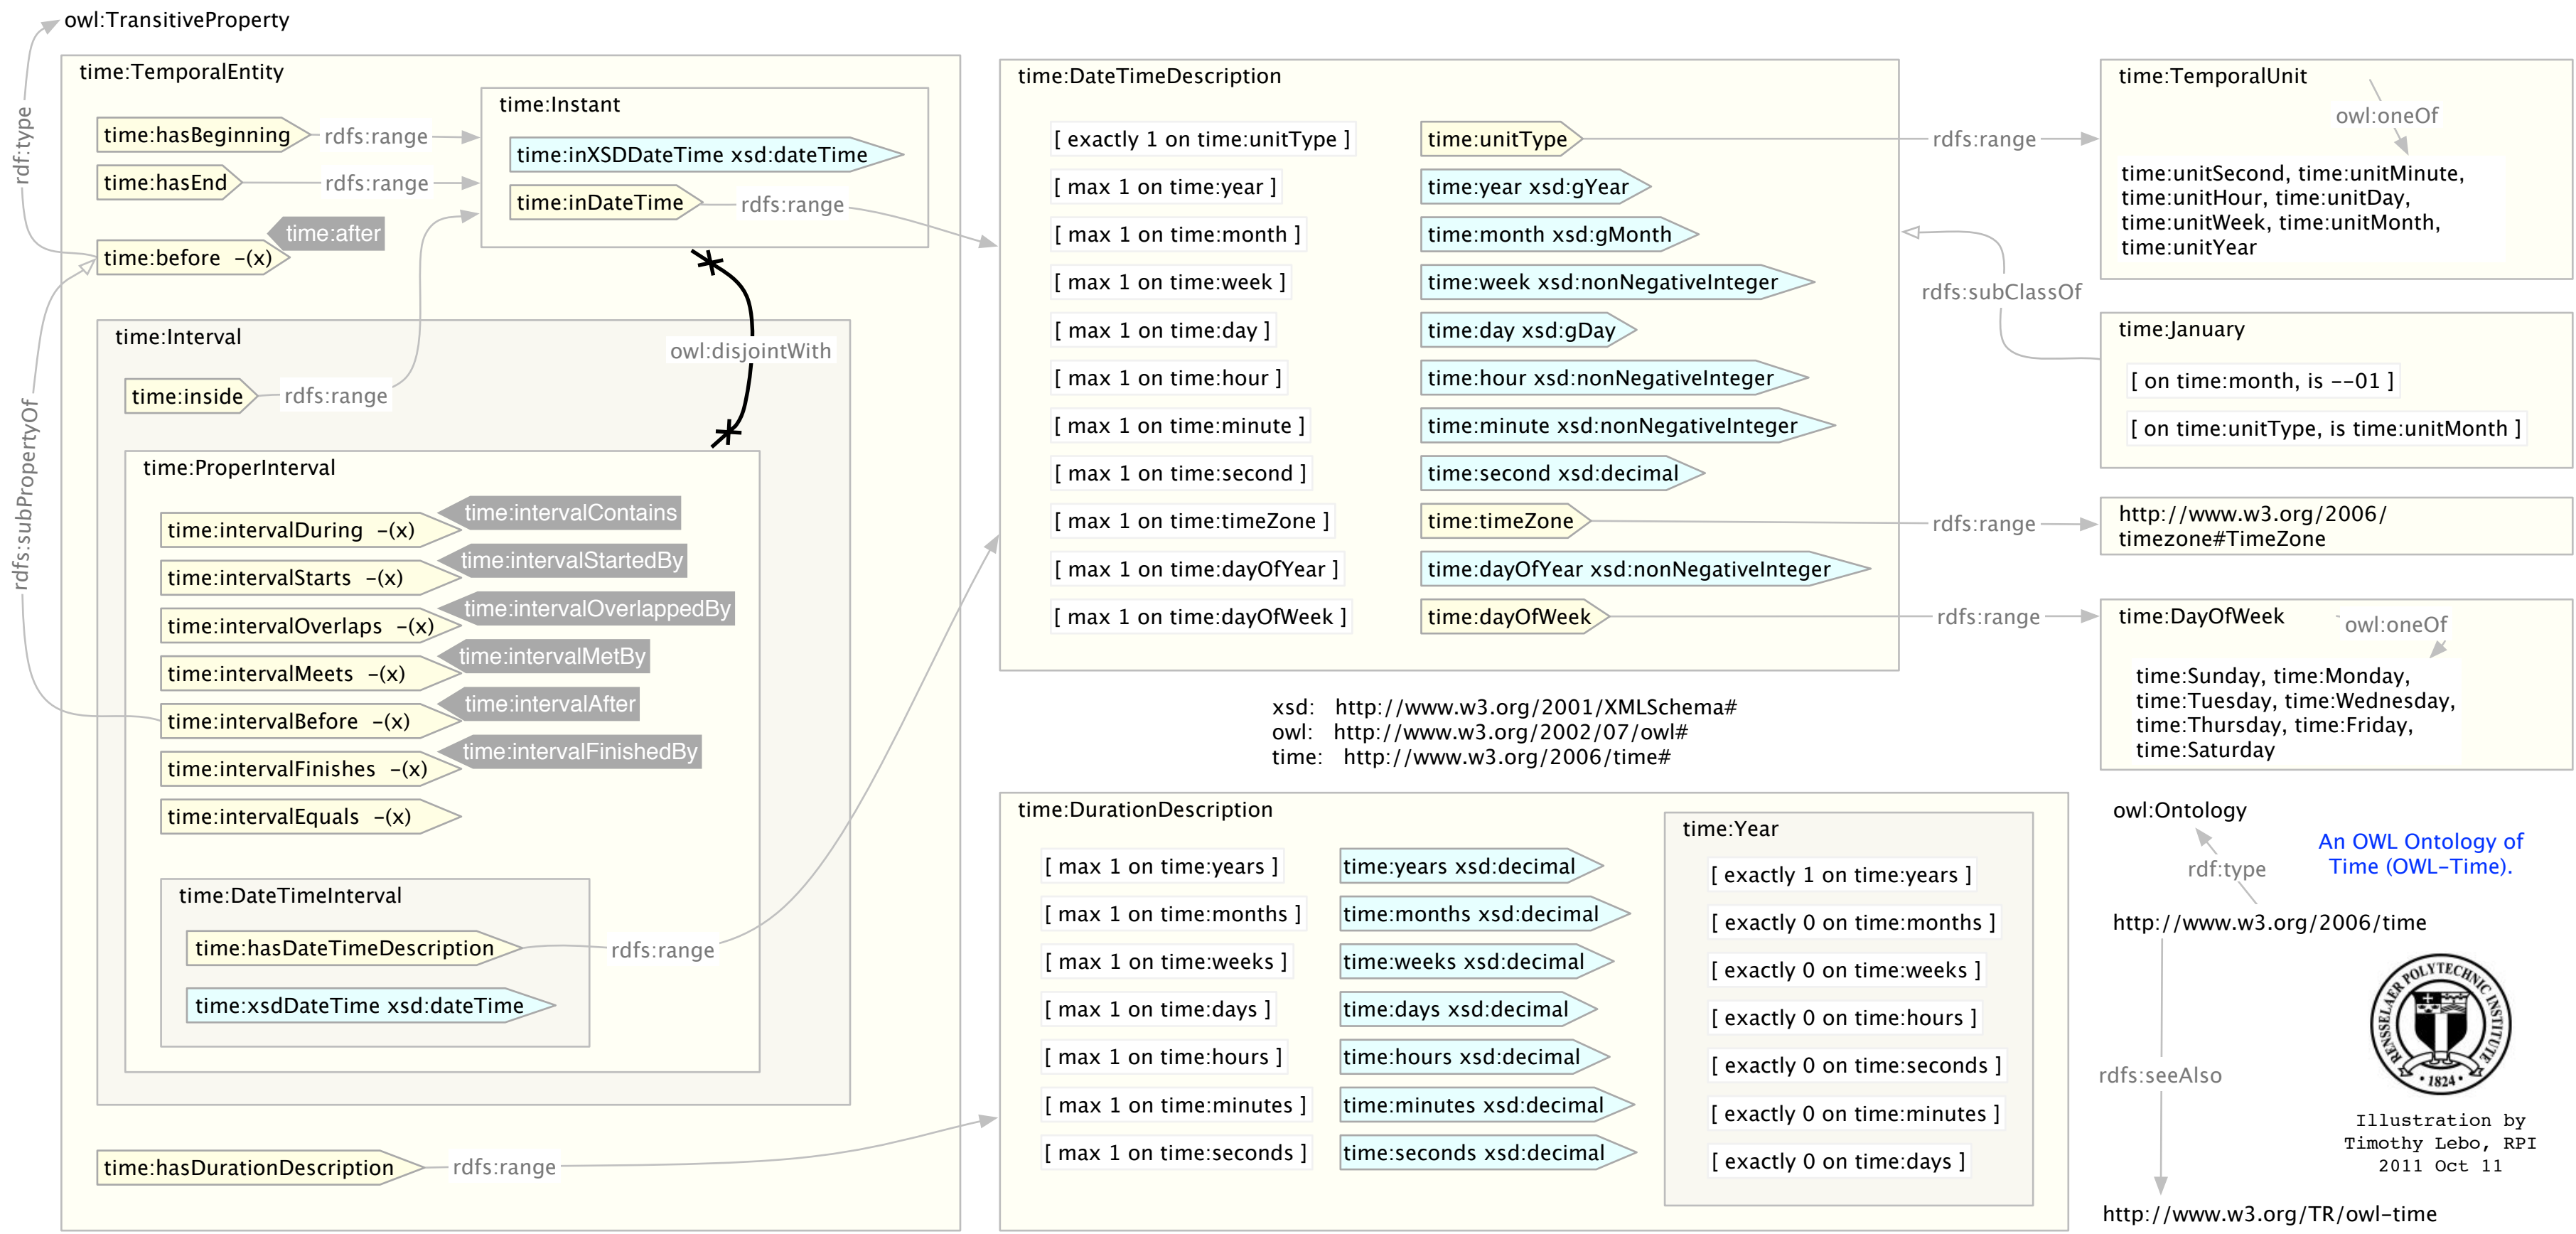 owl:TransitiveProperty
rdf:type
rdfs:subPropertyOf
time:TemporalEntity
time:hasBeginning
rdfs:range
time:hasEnd
rdfs:range
time:after
time:before -(x)
time:Instant
time:inXSDDateTime xsd:dateTime
time:inDateTime
rdfs:range
time:Interval
owl:disjointWith
time:inside
rdfs:range
time:ProperInterval
time:intervalContains
time:intervalDuring -(x)
time:intervalStartedBy
time:intervalStarts -(x)
time:intervalOverlappedBy
time:intervalOverlaps -(x)
time:intervalMetBy
time:intervalMeets -(x)
time:intervalAfter
time:intervalBefore -(x)
time:intervalFinishedBy
time:intervalFinishes -(x)
time:intervalEquals -(x)
time:DateTimeInterval
time:hasDateTimeDescription
rdfs:range
time:xsdDateTime xsd:dateTime
time:hasDurationDescription
rdfs:range
time:DateTimeDescription
[ exactly 1 on time:unitType ]
time:unitType
rdfs:range
[ max 1 on time:year ]
time:year xsd:gYear
[ max 1 on time:month ]
time:month xsd:gMonth
[ max 1 on time:week ]
time:week xsd:nonNegativeInteger
[ max 1 on time:day ]
time:day xsd:gDay
[ max 1 on time:hour ]
time:hour xsd:nonNegativeInteger
[ max 1 on time:minute ]
time:minute xsd:nonNegativeInteger
[ max 1 on time:second ]
time:second xsd:decimal
[ max 1 on time:timeZone ]
time:timeZone
rdfs:range
[ max 1 on time:dayOfYear ]
time:dayOfYear xsd:nonNegativeInteger
[ max 1 on time:dayOfWeek ]
time:dayOfWeek
rdfs:range
xsd: http://www.w3.org/2001/XMLSchema#
owl: http://www.w3.org/2002/07/owl#
time: http://www.w3.org/2006/time#
time:DurationDescription
[ max 1 on time:years ]
time:years xsd:decimal
[ max 1 on time:months ]
time:months xsd:decimal
[ max 1 on time:weeks ]
time:weeks xsd:decimal
[ max 1 on time:days ]
time:days xsd:decimal
[ max 1 on time:hours ]
time:hours xsd:decimal
[ max 1 on time:minutes ]
time:minutes xsd:decimal
[ max 1 on time:seconds ]
time:seconds xsd:decimal
time:Year
[ exactly 1 on time:years ]
[ exactly 0 on time:months ]
[ exactly 0 on time:weeks ]
[ exactly 0 on time:hours ]
[ exactly 0 on time:seconds ]
[ exactly 0 on time:minutes ]
[ exactly 0 on time:days ]
time:TemporalUnit
owl:oneOf
time:unitSecond, time:unitMinute,
time:unitHour, time:unitDay,
time:unitWeek, time:unitMonth,
time:unitYear
rdfs:subClassOf
time:January
[ on time:month, is --01 ]
[ on time:unitType, is time:unitMonth ]
http://www.w3.org/2006/
timezone#TimeZone
time:DayOfWeek
owl:oneOf
time:Sunday, time:Monday,
time:Tuesday, time:Wednesday,
time:Thursday, time:Friday,
time:Saturday
owl:Ontology
An OWL Ontology of
Time (OWL-Time).
rdf:type
http://www.w3.org/2006/time
RENSSELAER POLYTECHNIC INSTITUTE
• 1824 •
rdfs:seeAlso
Illustration by
Timothy Lebo, RPI
2011 Oct 11
http://www.w3.org/TR/owl-time